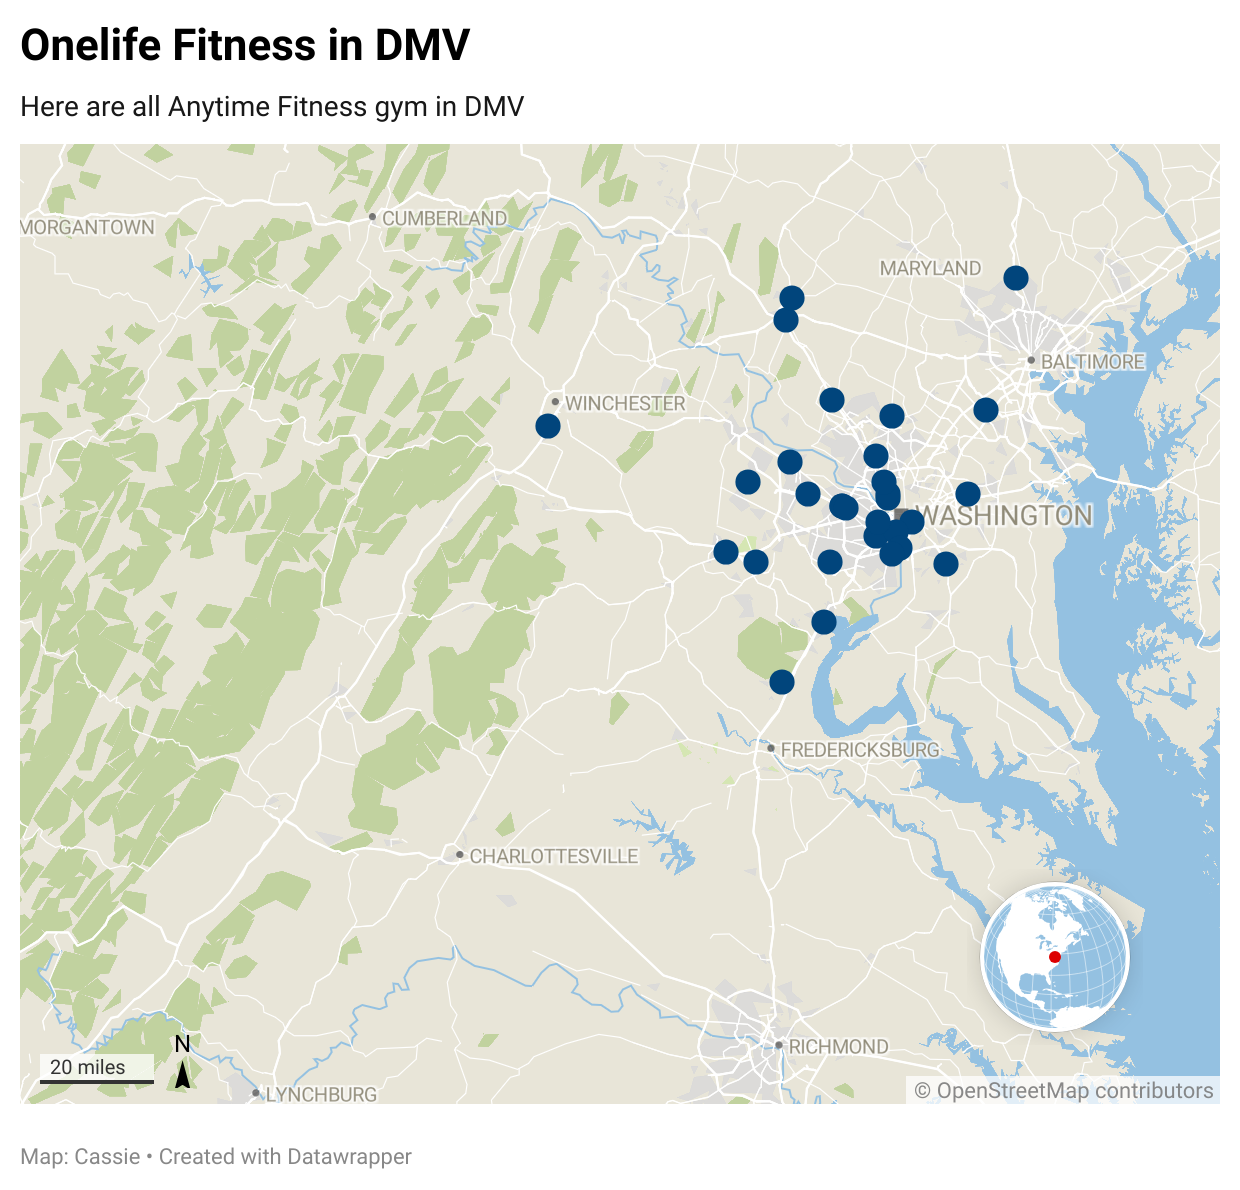 Onelife Fitness in DMV
Here are all Anytime Fitness gym in DMV
CUMBERLAND
MORGANTOWN
MARYLAND
BALTIMORE
WINCHESTER
WASHINGTON
FREDERICKSBURG
CHARLOTTESVILLE
N
RICHMOND
20 miles
LYNCHBURG
© OpenStreetMap contributors
Map: Cassie • Created with Datawrapper